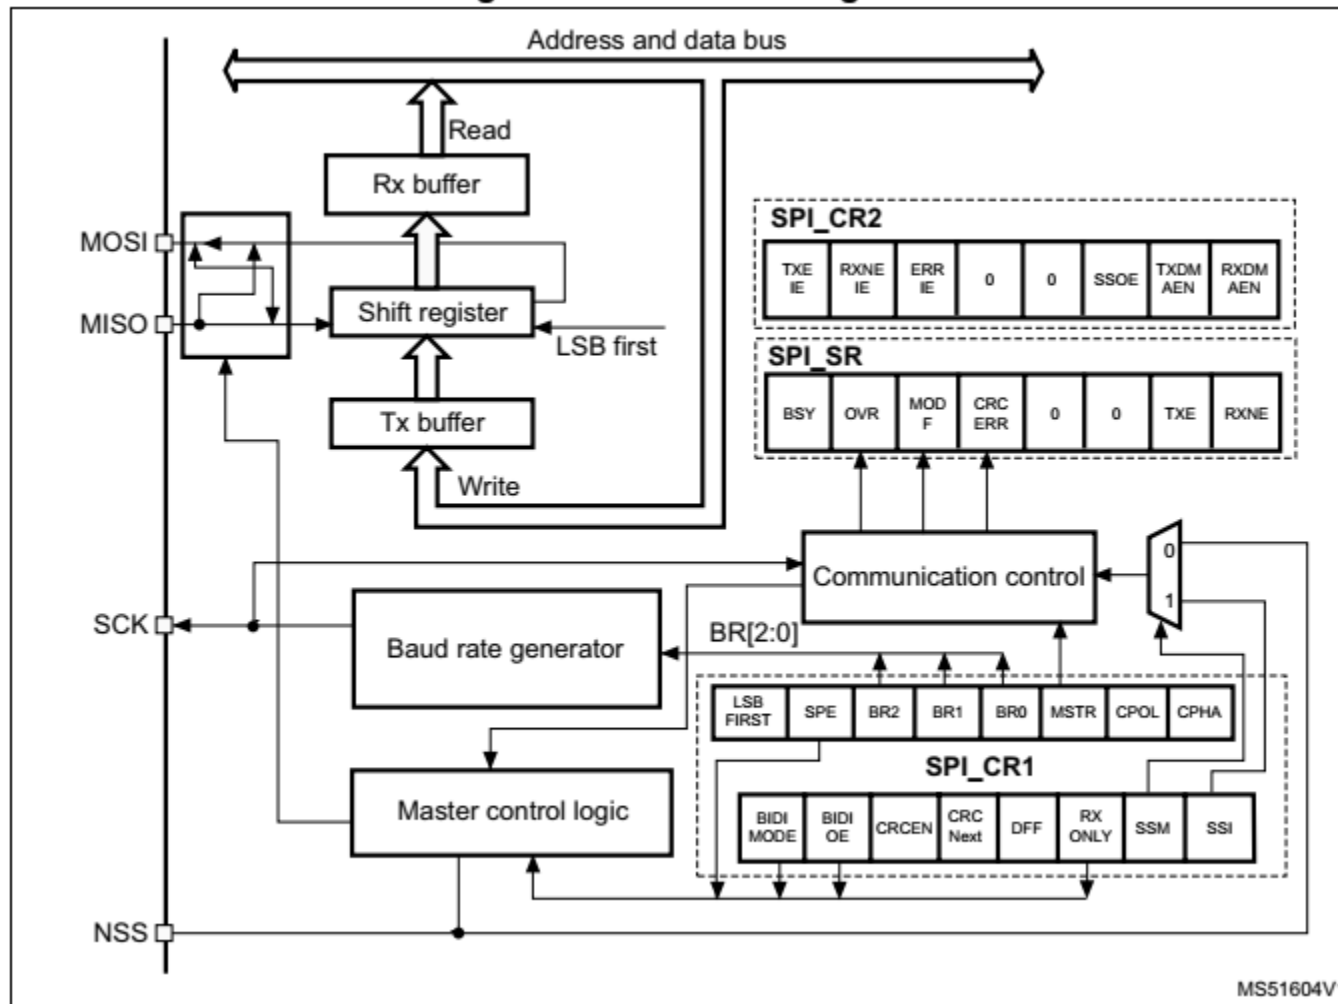 Address and data bus
Read
Rx buffer
MOSI
MISO
Shift register
LSB first
Tx buffer
Write
SPI_CR2
TXE
IE
RXNE
IE
ERR
IE
0
0
SSOE
TXDM
AEN
RXDM
AEN
SPI_SR
BSY
OVR
MOD
F
CRC
ERR
0
0
TXE
RXNE
Communication control
0
1
SCK
Baud rate generator
BR[2:0]
LSB
FIRST
SPE
BR2
BR1
BR0
MSTR
CPOL
CPHA
SPI_CR1
Master control logic
BIDI
MODE
BIDI
OE
CRCEN
CRC
Next
DFF
RX
ONLY
SSM
SSI
NSS